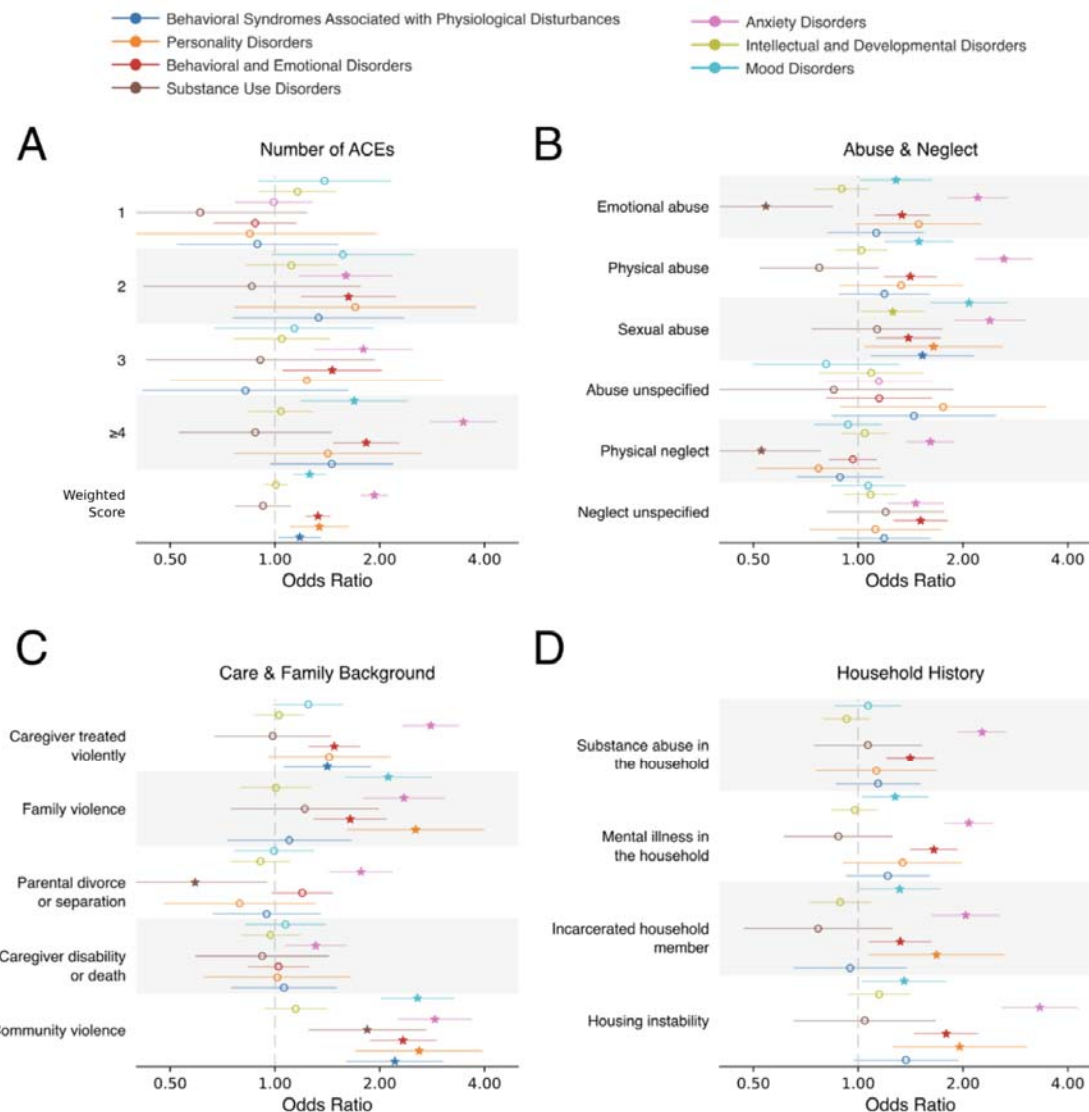 Behavioral Syndromes Associated with Physiological Disturbances
Personality Disorders
Behavioral and Emotional Disorders
Substance Use Disorders
Anxiety Disorders
Intellectual and Developmental Disorders
Mood Disorders
A
Number of ACEs
1
2
3
≥4
Weighted
Score
0.50 1.00 2.00 4.00
Odds Ratio
B
Abuse & Neglect
Emotional abuse
Physical abuse
Sexual abuse
Abuse unspecified
Physical neglect
Neglect unspecified
0.50 1.00 2.00 4.00
Odds Ratio
C
Care & Family Background
Caregiver treated
violently
Family violence
Parental divorce
or separation
Caregiver disability
or death
ommunity violence
0.50 1.00 2.00 4.00
Odds Ratio
D
Household History
Substance abuse in
the household
Mental illness in
the household
Incarcerated household
member
Housing instability
0.50 1.00 2.00 4.00
Odds Ratio